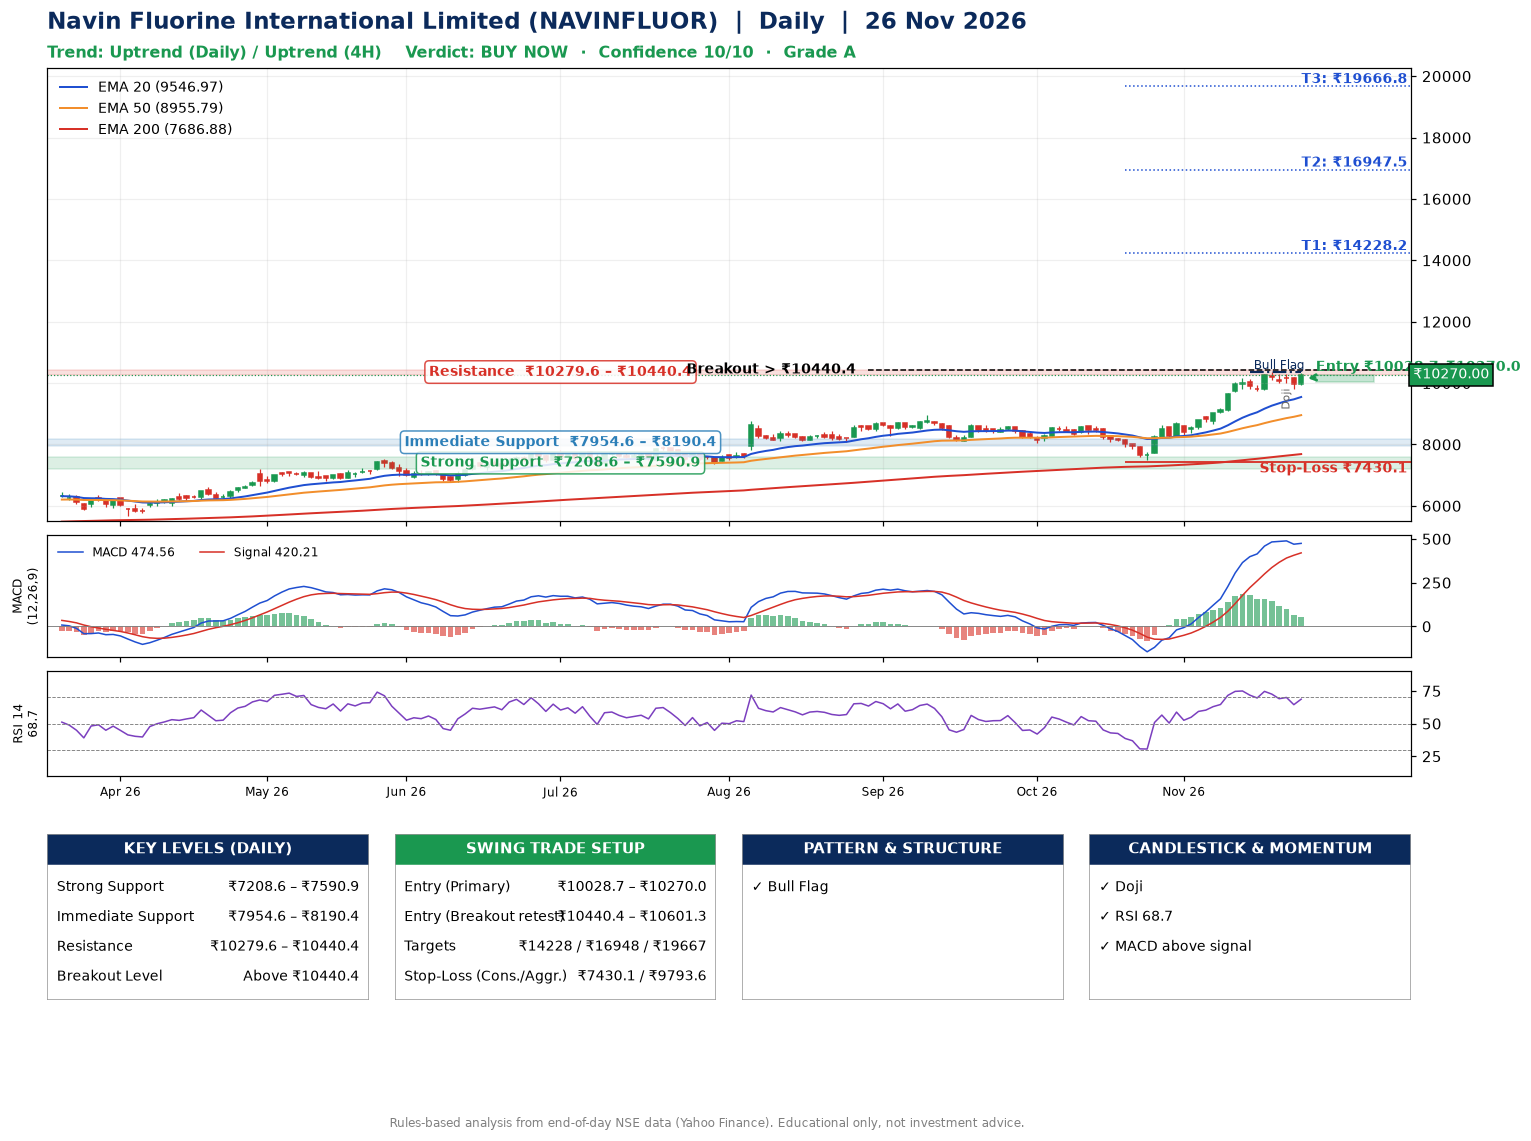 Navin Fluorine International Limited (NAVINFLUOR) | Daily | 26 Nov 2026
Trend: Uptrend (Daily) / Uptrend (4H) Verdict: BUY NOW · Confidence 10/10 · Grade A
EMA 20 (9546.97)
EMA 50 (8955.79)
EMA 200 (7686.88)
T3: ₹19666.8
T2: ₹16947.5
T1: ₹14228.2
20000
18000
16000
14000
12000
8000
6000
Resistance ₹10279.6 – ₹10440.4
Breakout > ₹10440.4
Bull Flag
Entry
₹10270.00
Doji
Immediate Support ₹7954.6 – ₹8190.4
Strong Support ₹7208.6 – ₹7590.9
Stop-Loss ₹7430.1
MACD 474.56 Signal 420.21
MACD
(12,26,9)
500
250
0
RSI 14
68.7
75
50
25
Apr 26 May 26 Jun 26 Jul 26 Aug 26 Sep 26 Oct 26 Nov 26
KEY LEVELS (DAILY)
Strong Support ₹7208.6 – ₹7590.9
Immediate Support ₹7954.6 – ₹8190.4
Resistance ₹10279.6 – ₹10440.4
Breakout Level Above ₹10440.4
SWING TRADE SETUP
Entry (Primary) ₹10028.7 – ₹10270.0
Entry (Breakout retest) ₹10440.4 – ₹10601.3
Targets ₹14228 / ₹16948 / ₹19667
Stop-Loss (Cons./Aggr.) ₹7430.1 / ₹9793.6
PATTERN & STRUCTURE
✓ Bull Flag
CANDLESTICK & MOMENTUM
✓ Doji
✓ RSI 68.7
✓ MACD above signal
Rules-based analysis from end-of-day NSE data (Yahoo Finance). Educational only, not investment advice.